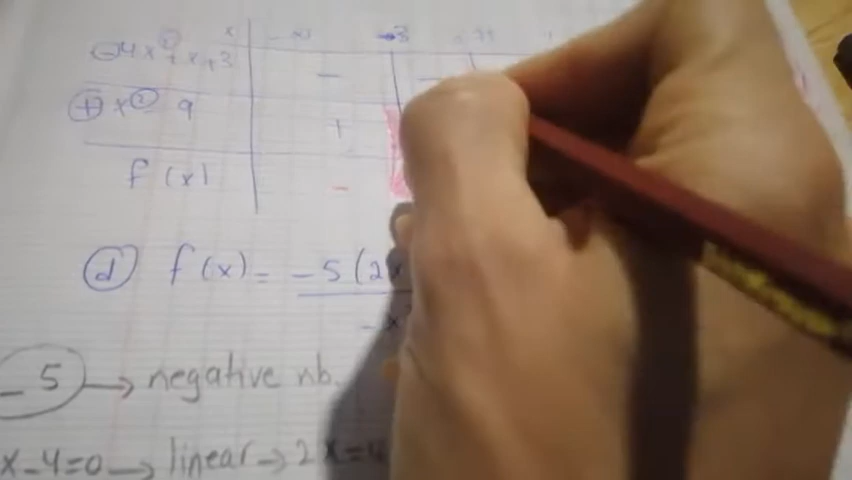 x -∞ -3
-4x² + x + 3 - -
+ x² 9 +
f(x) -
d f(x) = -5(2x
- x
- 5 → negative nb.
x - 4 = 0 → linear → 2x = 4